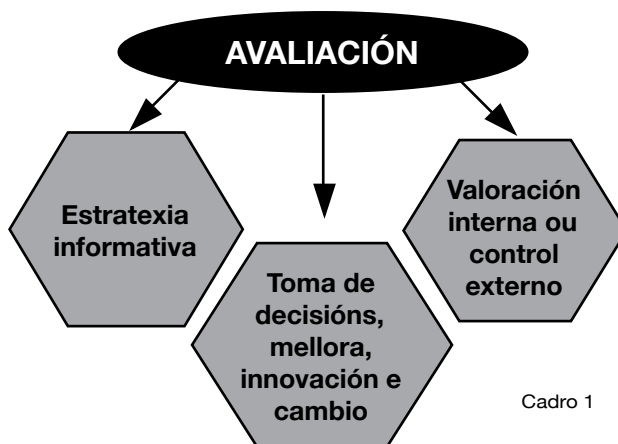 AVALIACIÓN
Estratexia
informativa
Toma de
decisións,
mellora,
innovación e
cambio
Valoración
interna ou
control
externo
Cadro 1